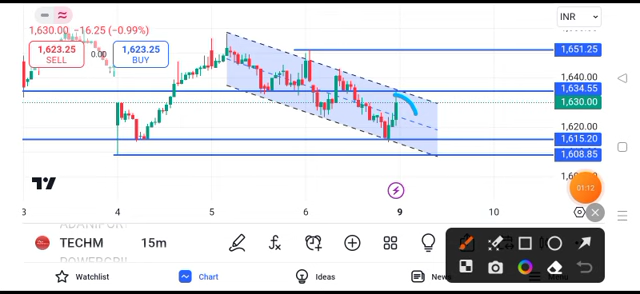 1,630.00 −16.25 (−0.99%)
INR
1,623.25
SELL
0.00
1,623.25
BUY
1,651.25
1,640.00
1,634.55
1,630.00
1,620.00
1,615.20
1,608.85
01:12
3 4 5 6 9 10
TECHM 15m
Watchlist
Chart
Ideas